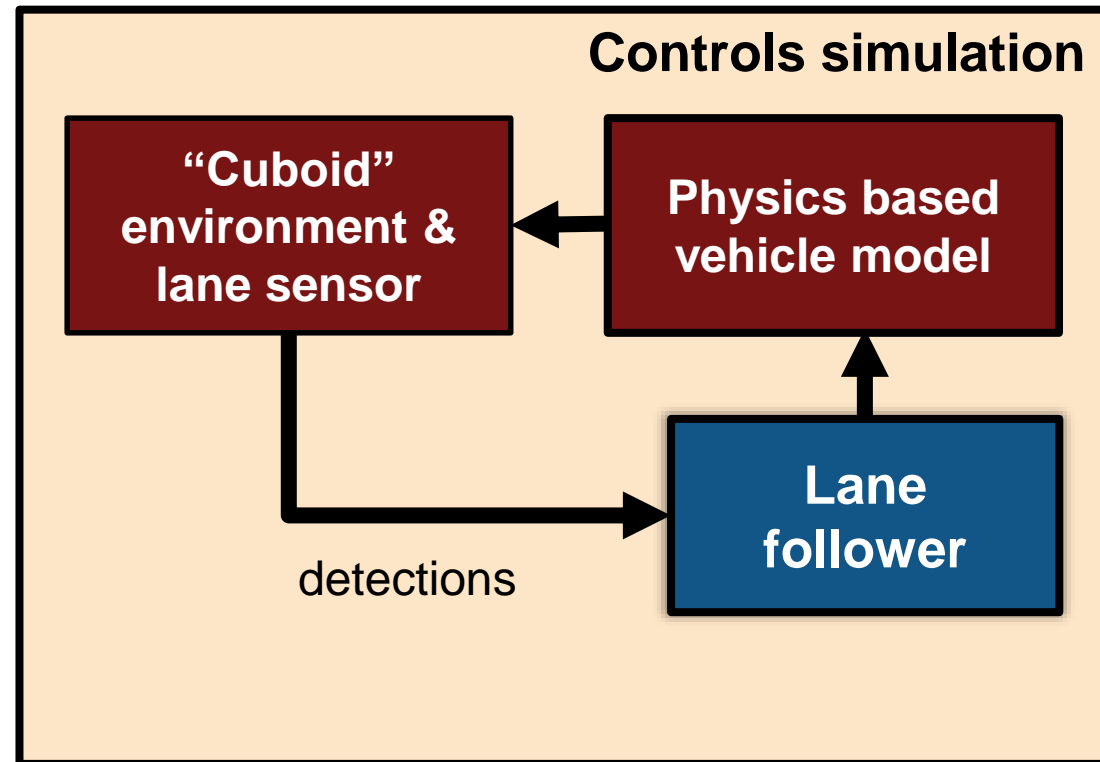 Controls simulation
“Cuboid”
environment &
lane sensor
Physics based
vehicle model
Lane
follower
detections